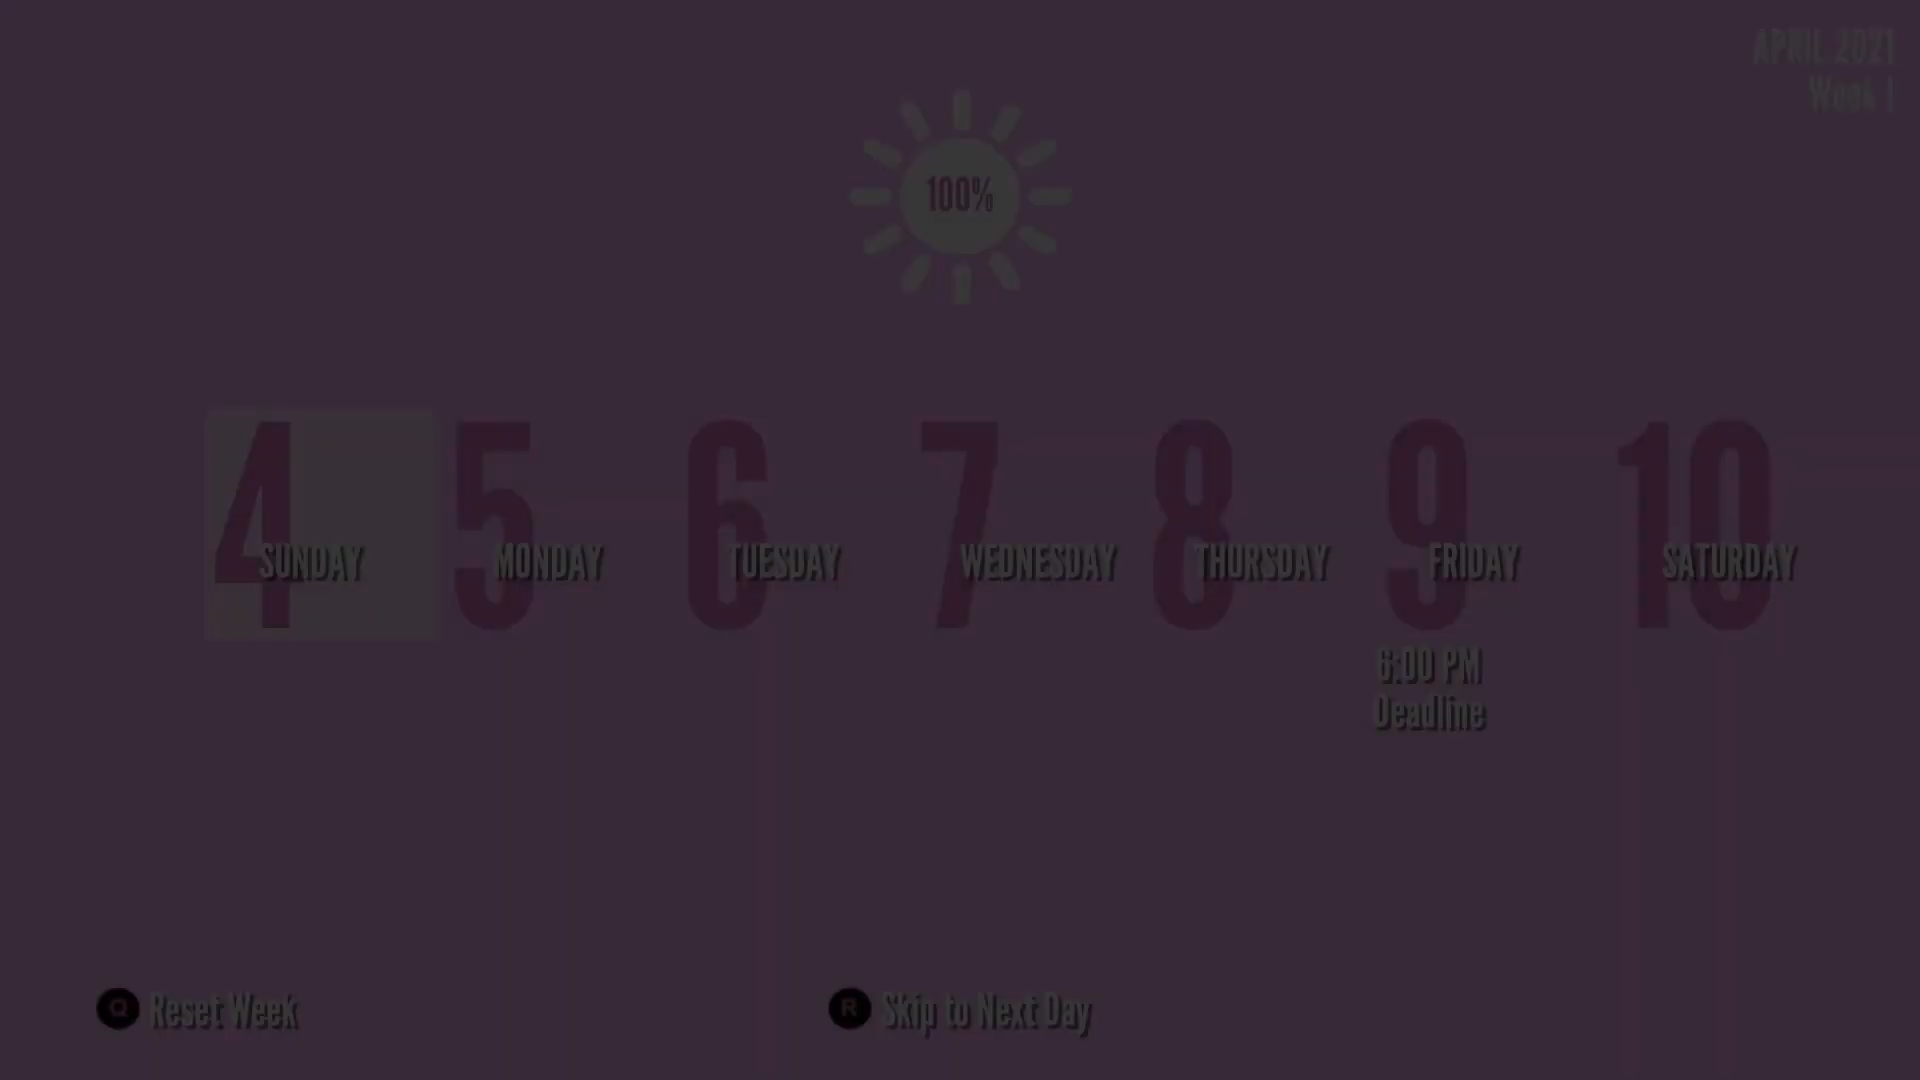 APRIL 2021
Week 1
100%
4 5 6 7 8 9 10
SUNDAY MONDAY TUESDAY WEDNESDAY THURSDAY FRIDAY SATURDAY
6:00 PM
Deadline
Q Reset Week
R Skip to Next Day